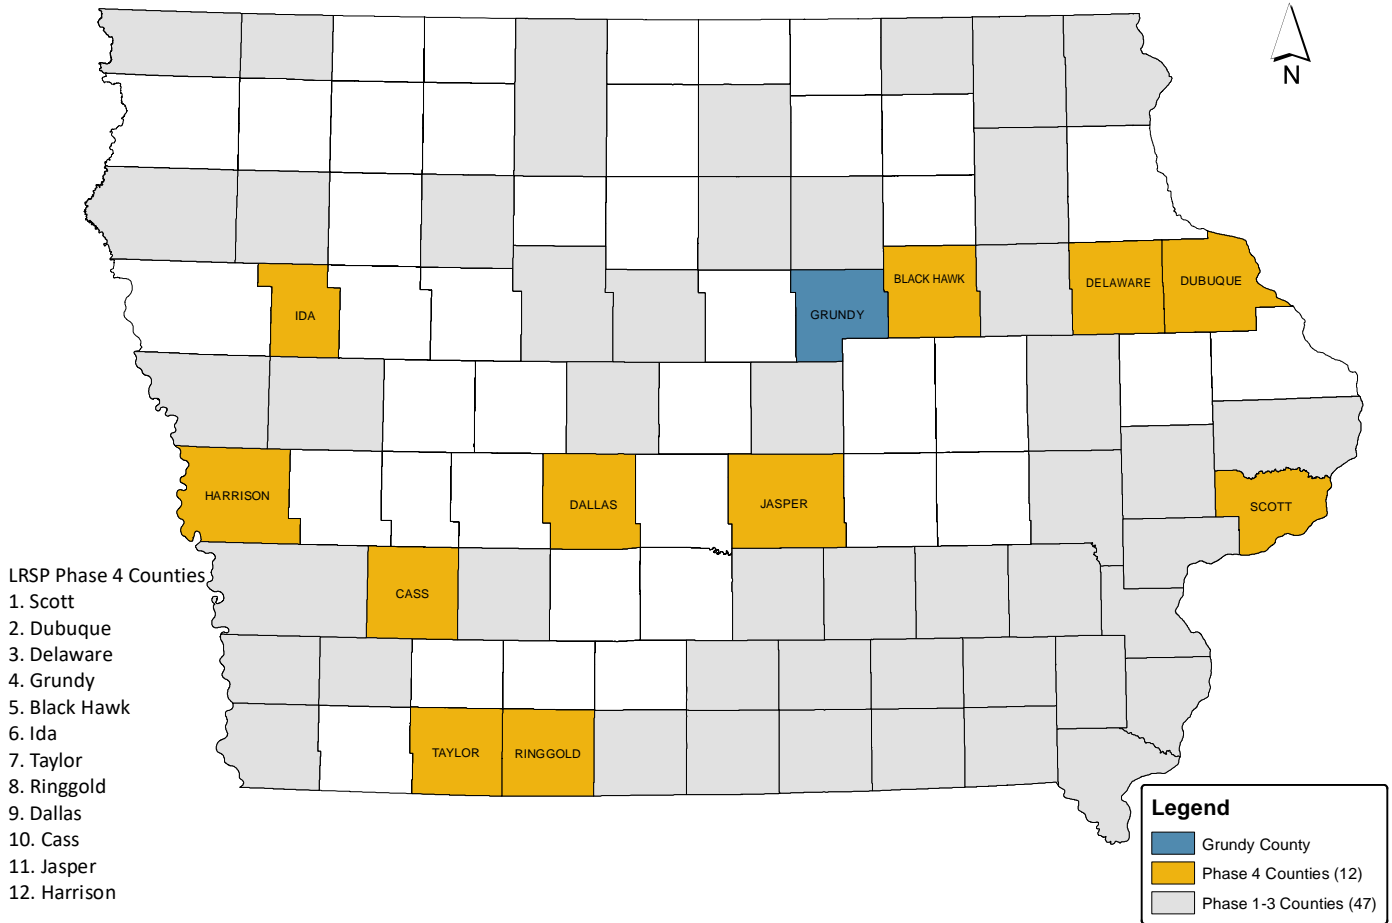 N
BLACK HAWK
DELAWARE
DUBUQUE
IDA
GRUNDY
HARRISON
DALLAS
JASPER
SCOTT
CASS
TAYLOR
RINGGOLD
LRSP Phase 4 Counties
1. Scott
2. Dubuque
3. Delaware
4. Grundy
5. Black Hawk
6. Ida
7. Taylor
8. Ringgold
9. Dallas
10. Cass
11. Jasper
12. Harrison
Legend
Grundy County
Phase 4 Counties (12)
Phase 1-3 Counties (47)